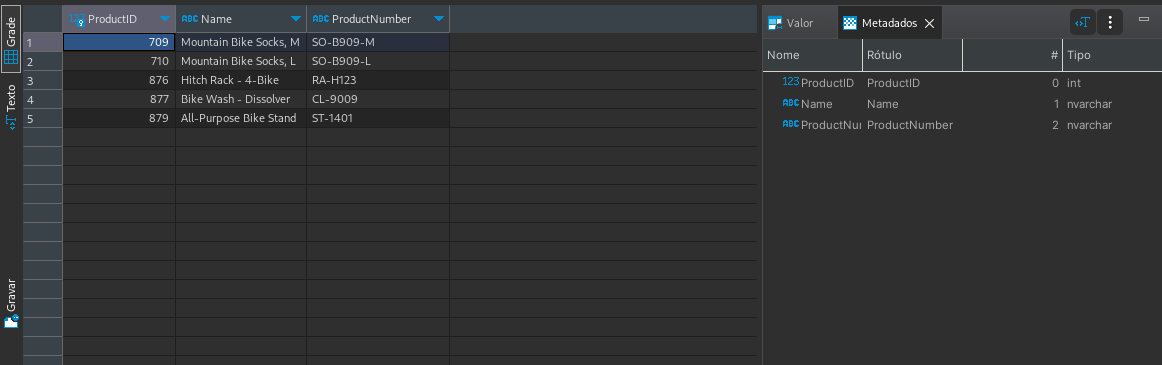 Grade
Texto
Gravar
123 ProductID ABC Name ABC ProductNumber
1 709 Mountain Bike Socks, M SO-B909-M
2 710 Mountain Bike Socks, L SO-B909-L
3 876 Hitch Rack - 4-Bike RA-H123
4 877 Bike Wash - Dissolver CL-9009
5 879 All-Purpose Bike Stand ST-1401
Valor Metadados
T
Nome Rótulo # Tipo
123 ProductID ProductID 0 int
ABC Name Name 1 nvarchar
ABC ProductNu ProductNumber 2 nvarchar